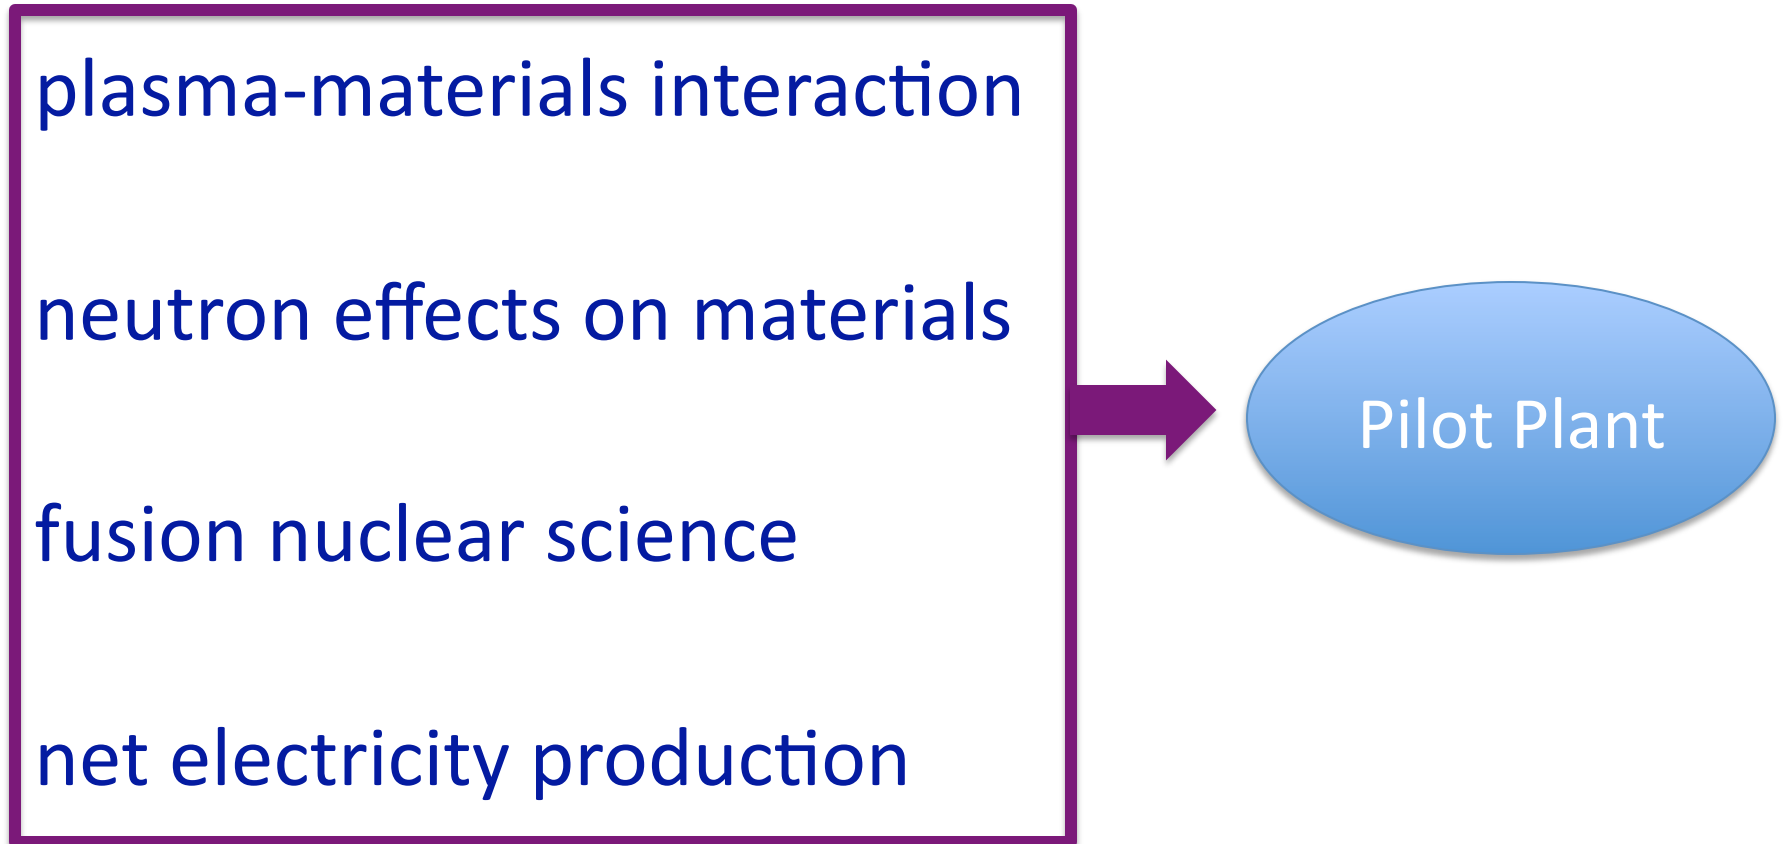 plasma-materials interaction
neutron effects on materials
Pilot Plant
fusion nuclear science
net electricity production